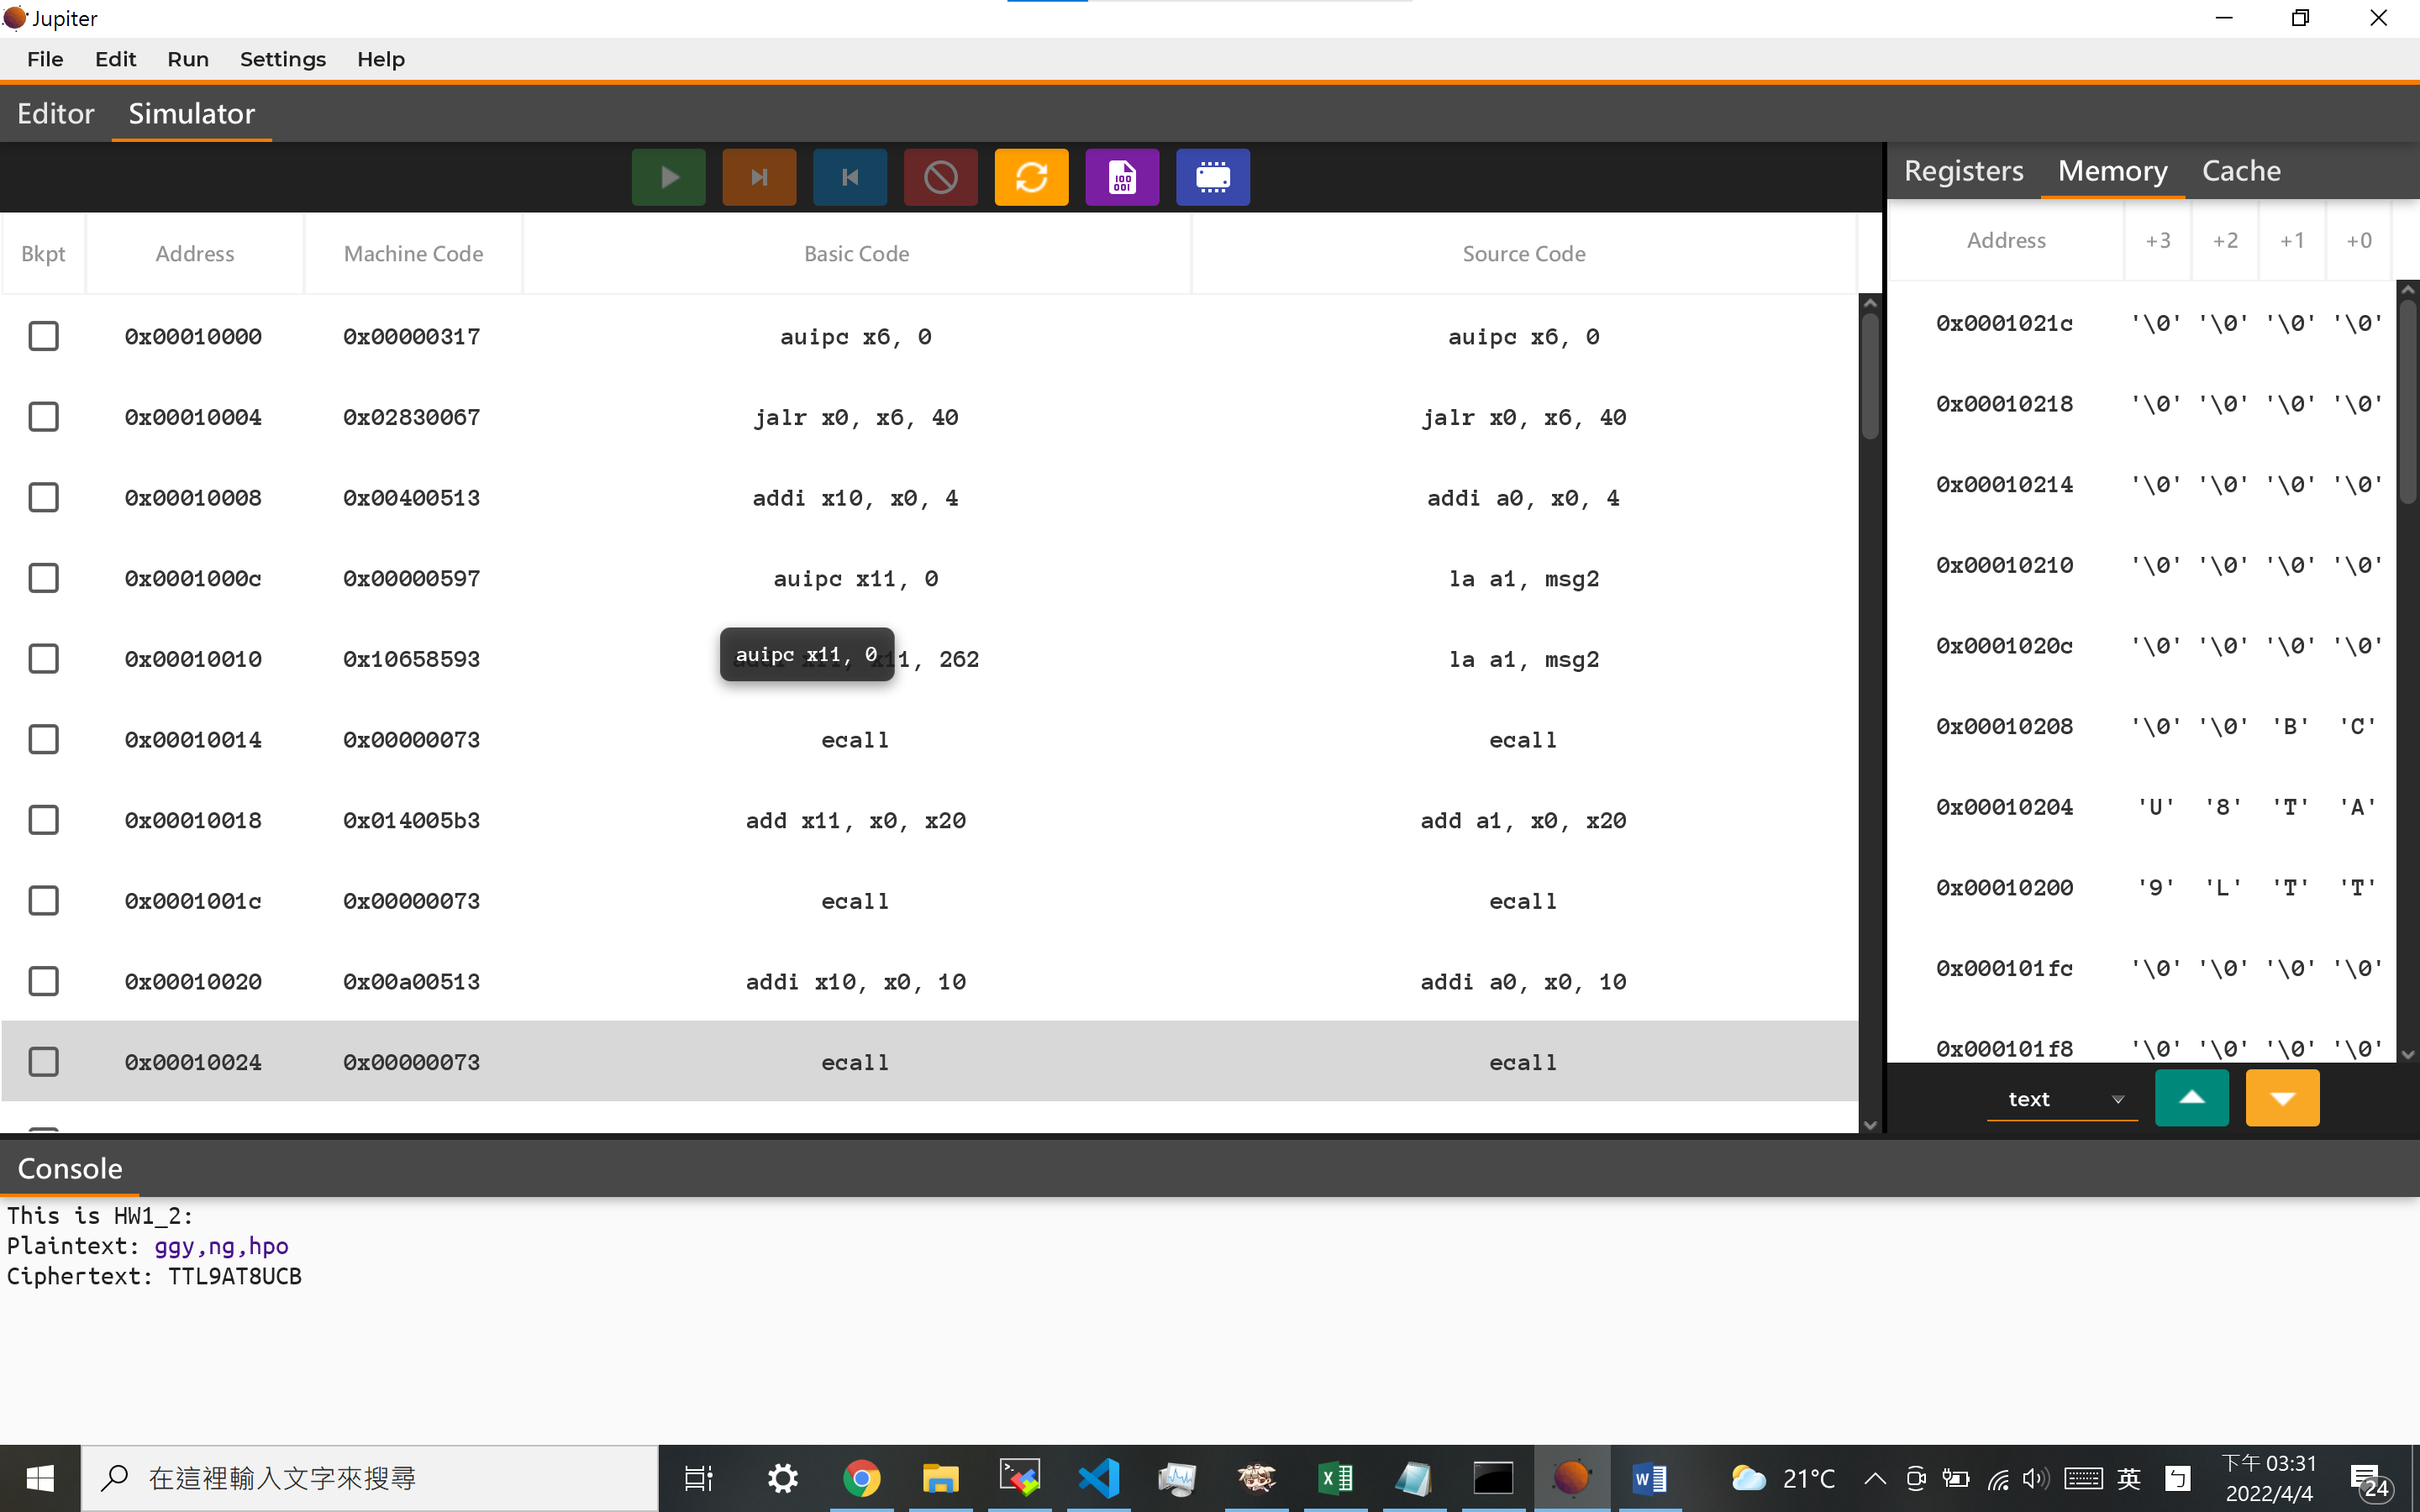 Jupiter
File Edit Run Settings Help
Editor Simulator
Registers Memory Cache
Bkpt Address Machine Code Basic Code Source Code
0x00010000 0x00000317 auipc x6, 0 auipc x6, 0
0x00010004 0x02830067 jalr x0, x6, 40 jalr x0, x6, 40
0x00010008 0x00400513 addi x10, x0, 4 addi a0, x0, 4
0x0001000c 0x00000597 auipc x11, 0 la a1, msg2
0x00010010 0x10658593 auipc x11, 0 11, 262 la a1, msg2
0x00010014 0x00000073 ecall ecall
0x00010018 0x014005b3 add x11, x0, x20 add a1, x0, x20
0x0001001c 0x00000073 ecall ecall
0x00010020 0x00a00513 addi x10, x0, 10 addi a0, x0, 10
0x00010024 0x00000073 ecall ecall
Address +3 +2 +1 +0
0x0001021c '\0' '\0' '\0' '\0'
0x00010218 '\0' '\0' '\0' '\0'
0x00010214 '\0' '\0' '\0' '\0'
0x00010210 '\0' '\0' '\0' '\0'
0x0001020c '\0' '\0' '\0' '\0'
0x00010208 '\0' '\0' 'B' 'C'
0x00010204 'U' '8' 'T' 'A'
0x00010200 '9' 'L' 'T' 'T'
0x000101fc '\0' '\0' '\0' '\0'
0x000101f8 '\0' '\0' '\0' '\0'
text
Console
This is HW1_2:
Plaintext: ggy,ng,hpo
Ciphertext: TTL9AT8UCB
在這裡輸入文字來搜尋
21°C
英
ㄅ
下午 03:31
2022/4/4
24